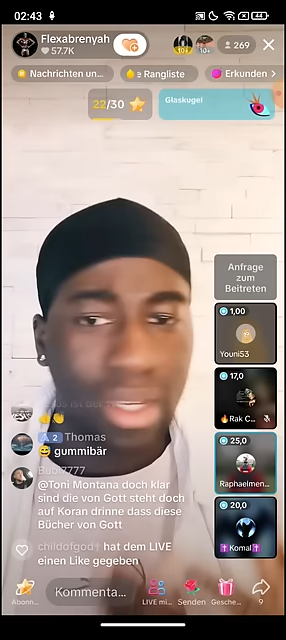 02:43
44
Flexabrenyah
57.7K
10+
10+
269
Nachrichten un...
e Rangliste
Erkunden
22/30
Glaskugel
Anfrage
zum
Beitreten
1,00
Youni53
17,0
Rak C...
25,0
Raphaelmen...
20,0
Komal
2 Thomas
gummibär
@Toni Montana doch klar
sind die von Gott steht doch
auf Koran drinne dass diese
Bücher von Gott
childofgod hat dem LIVE
einen Like gegeben
Abonn...
Kommenta...
LIVE mi...
Senden
Gesche...
9